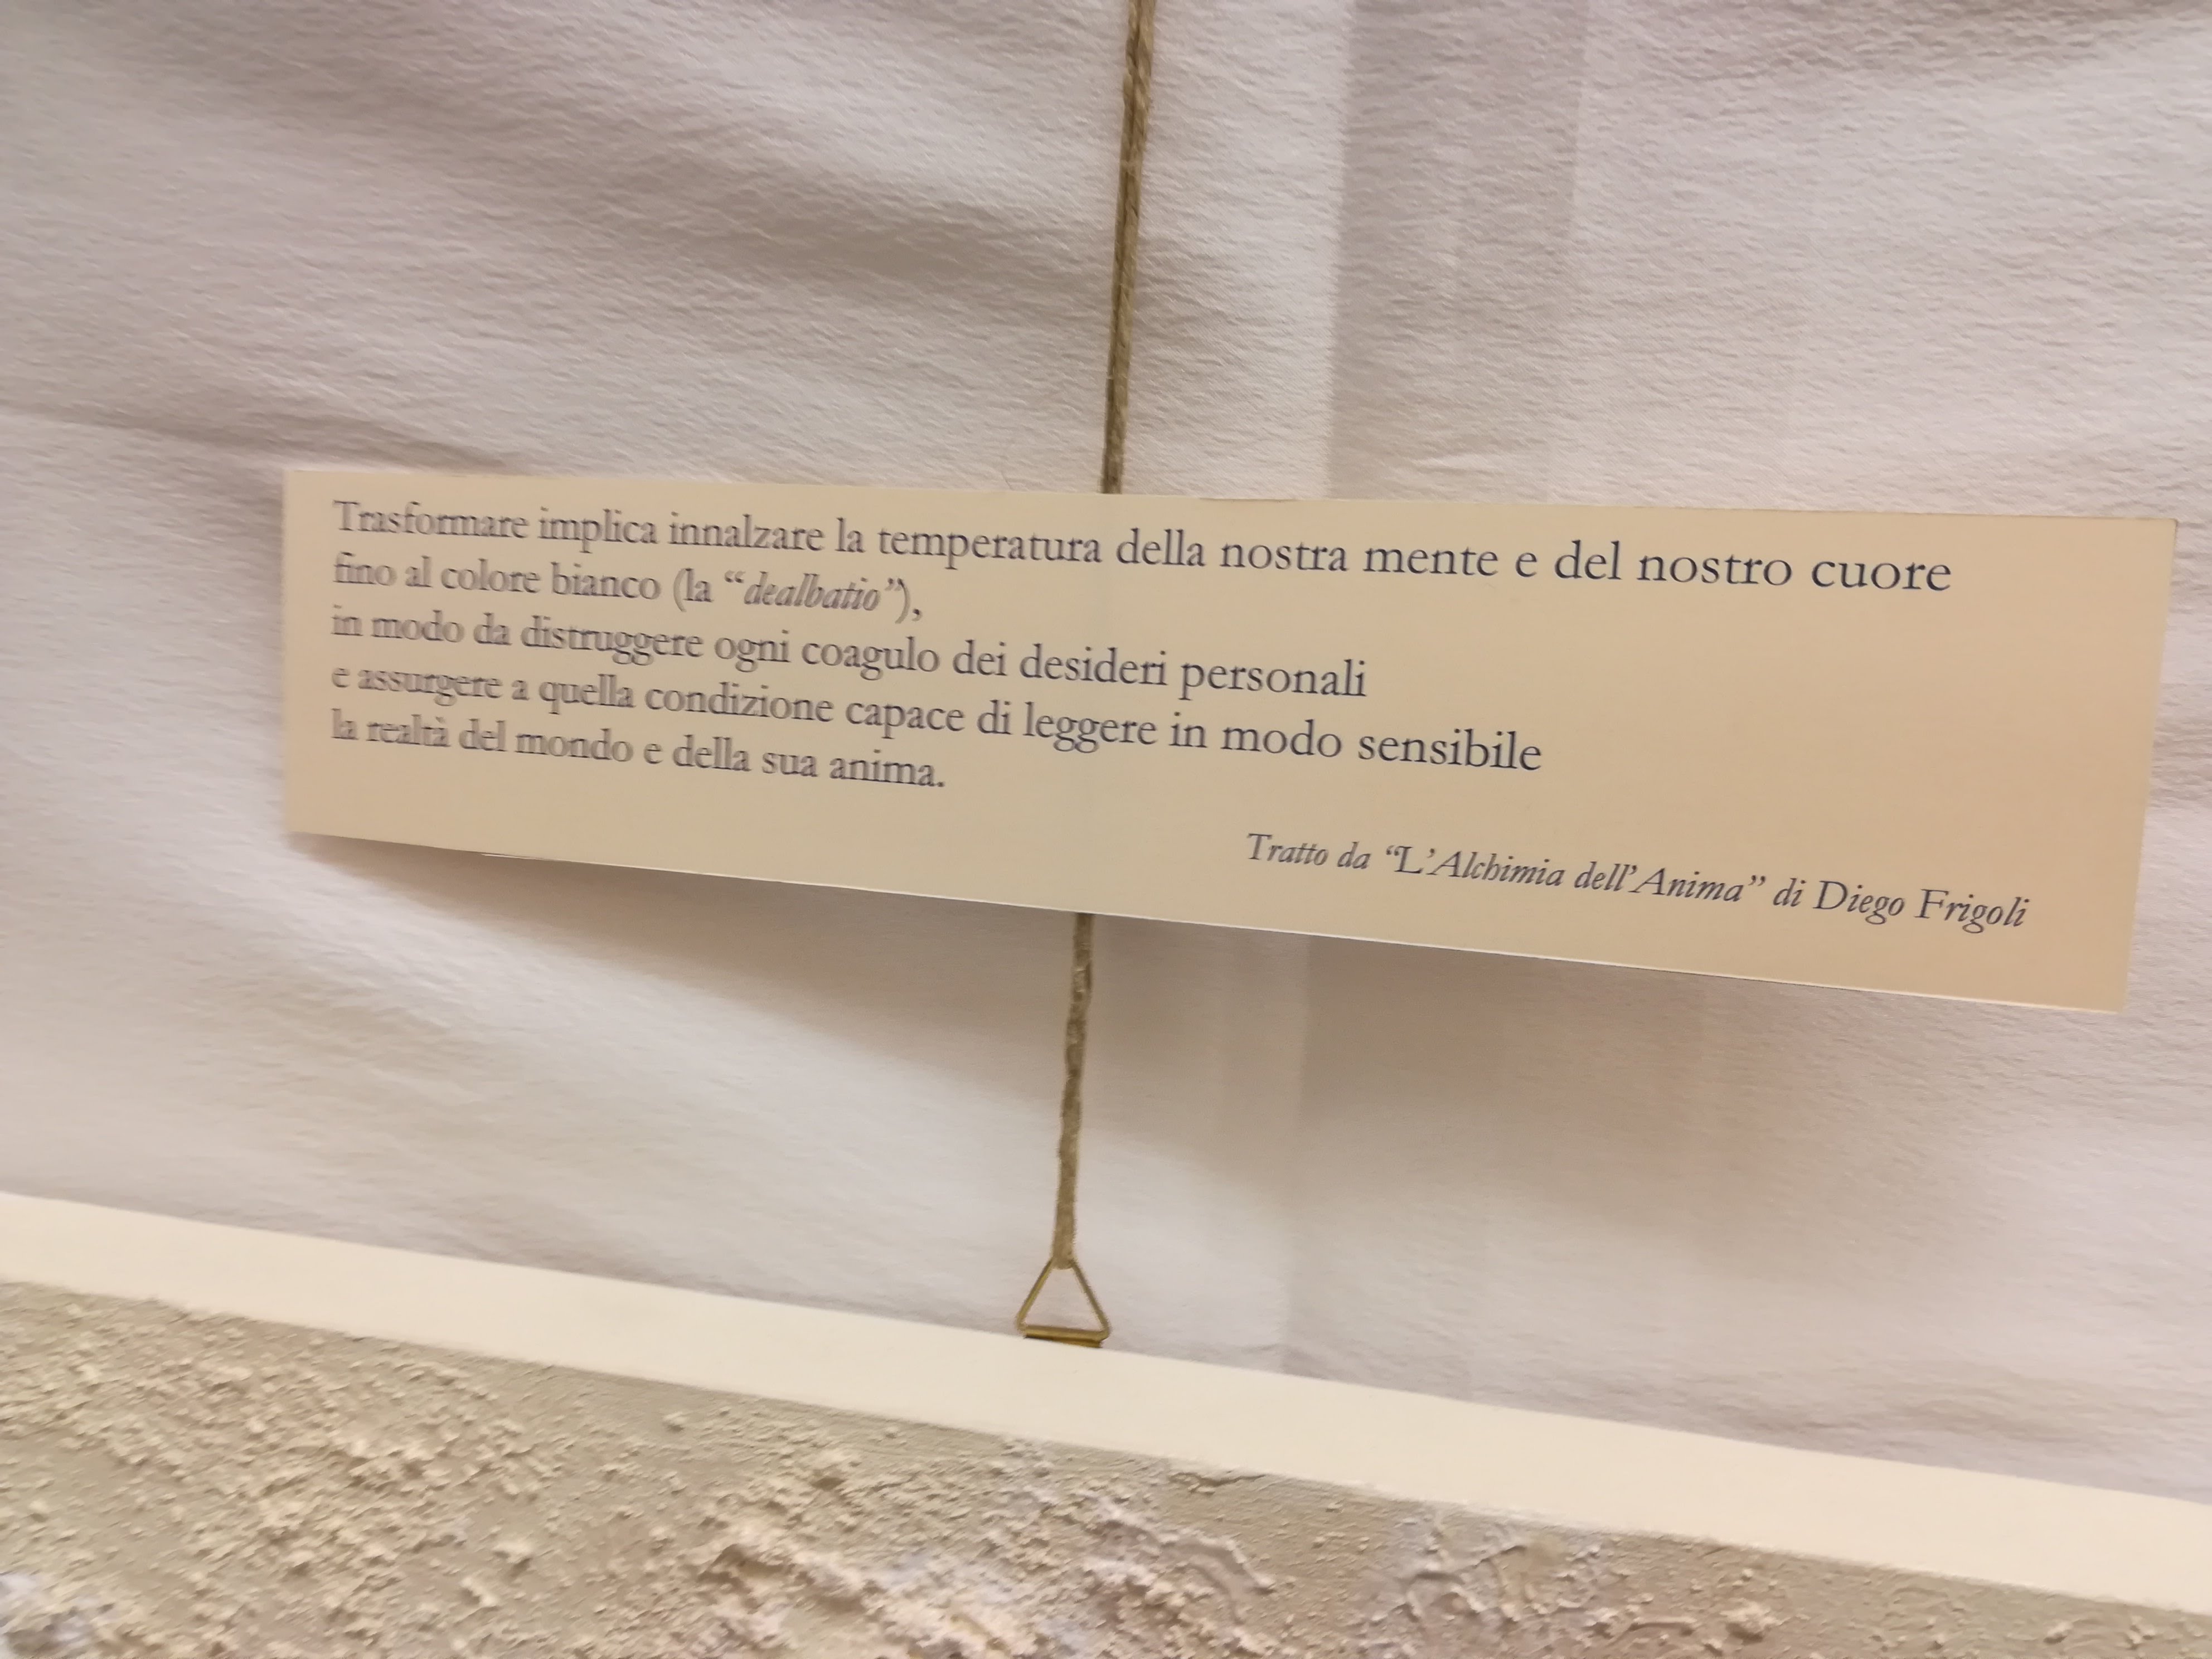 Trasformare implica innalzare la temperatura della nostra mente e del nostro cuore
fino al colore bianco (la “dealbatio”),
in modo da distruggere ogni coagulo dei desideri personali
e assurgere a quella condizione capace di leggere in modo sensibile
la realtà del mondo e della sua anima.
Tratto da “L’Alchimia dell’Anima” di Diego Frigoli